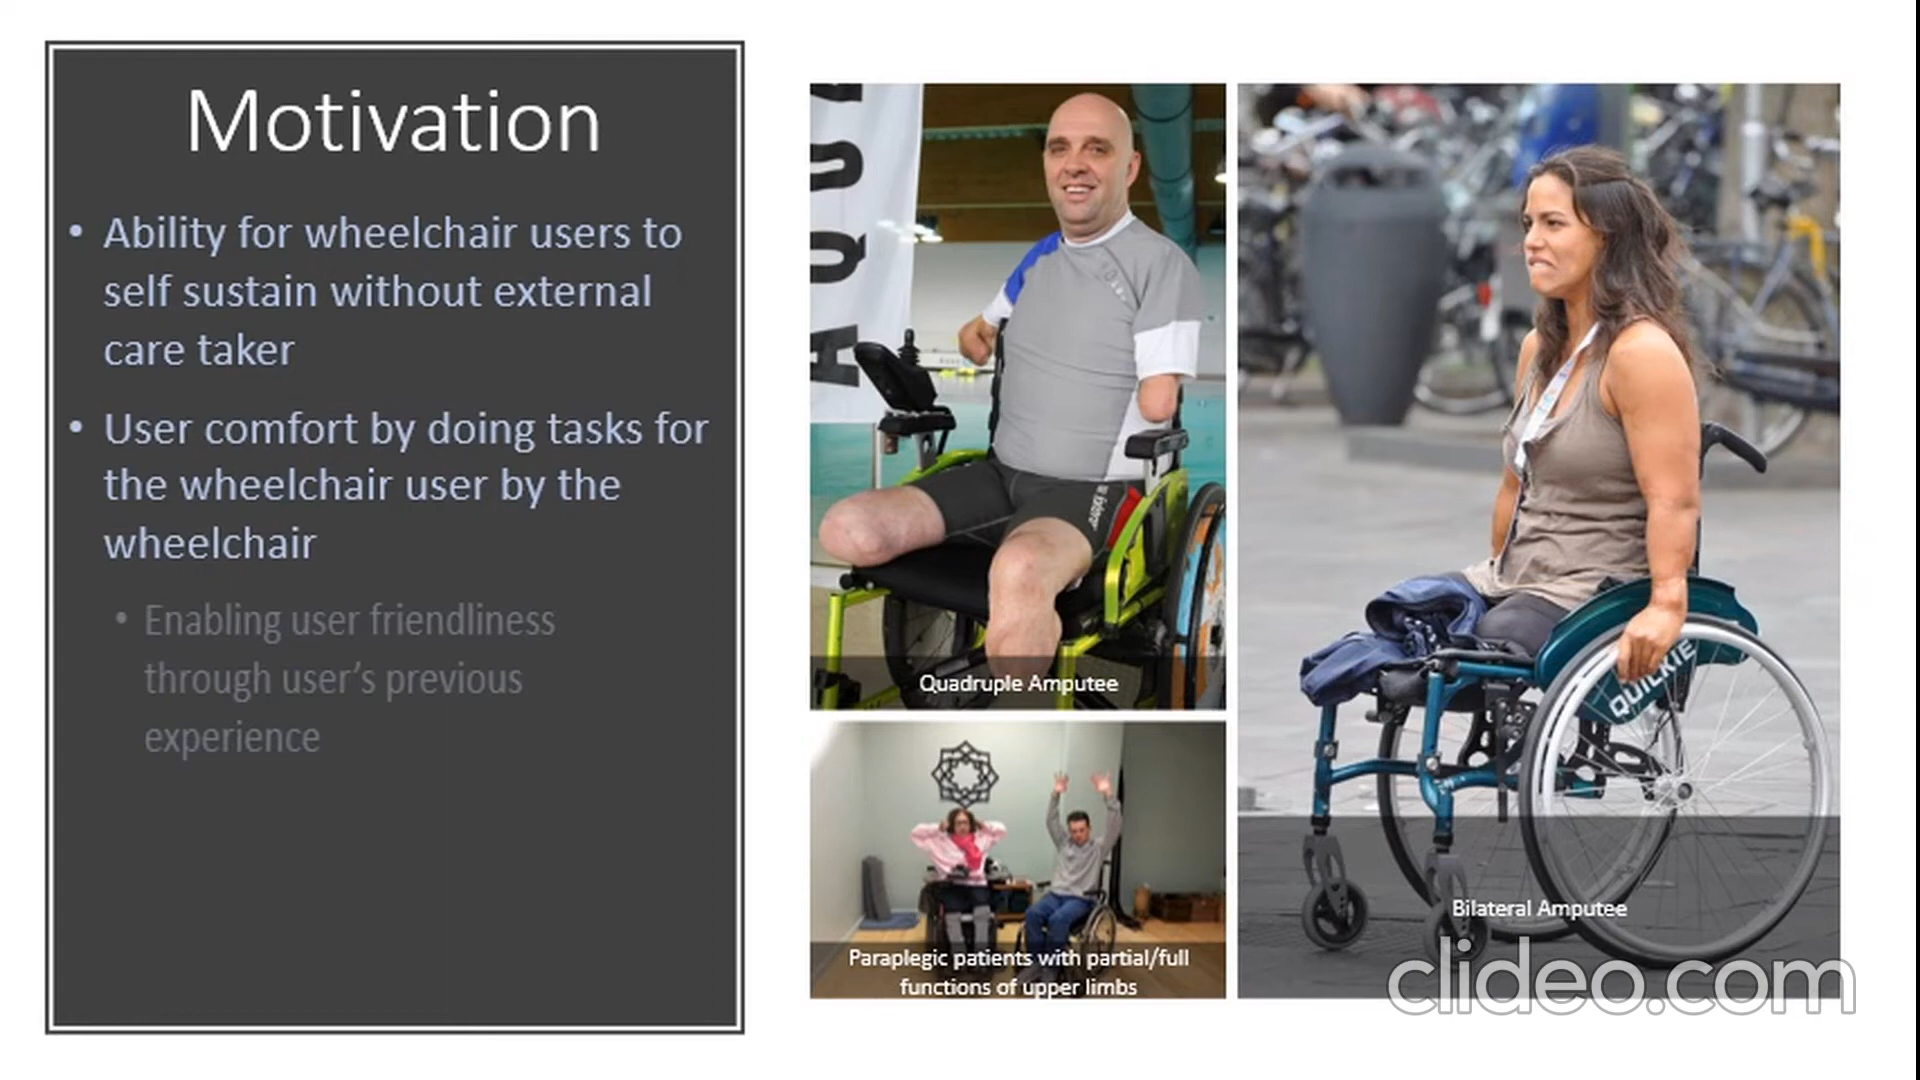 Motivation
• Ability for wheelchair users to
self sustain without external
care taker
• User comfort by doing tasks for
the wheelchair user by the
wheelchair
• Enabling user friendliness
through user's previous
experience
AQUA
Quadruple Amputee
Paraplegic patients with partial/full
functions of upper limbs
QUICKIE
Bilateral Amputee
clideo.com